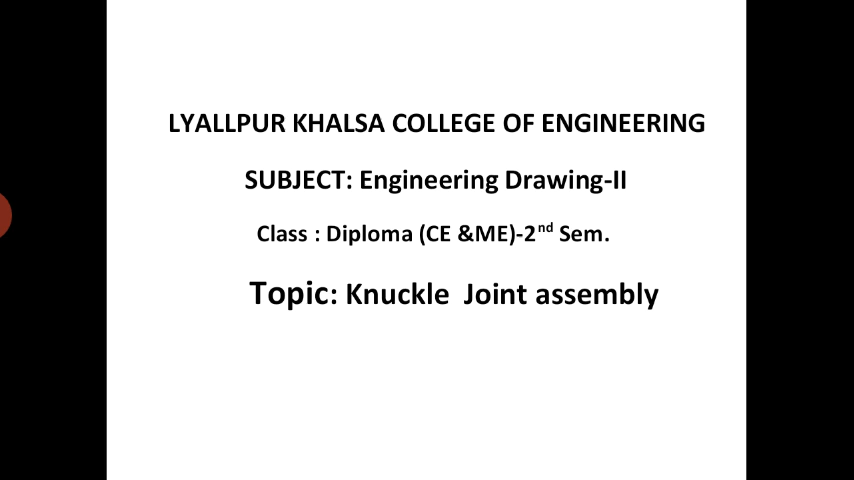 LYALLPUR KHALSA COLLEGE OF ENGINEERING
SUBJECT: Engineering Drawing-II
Class : Diploma (CE &ME)-2nd Sem.
Topic: Knuckle Joint assembly